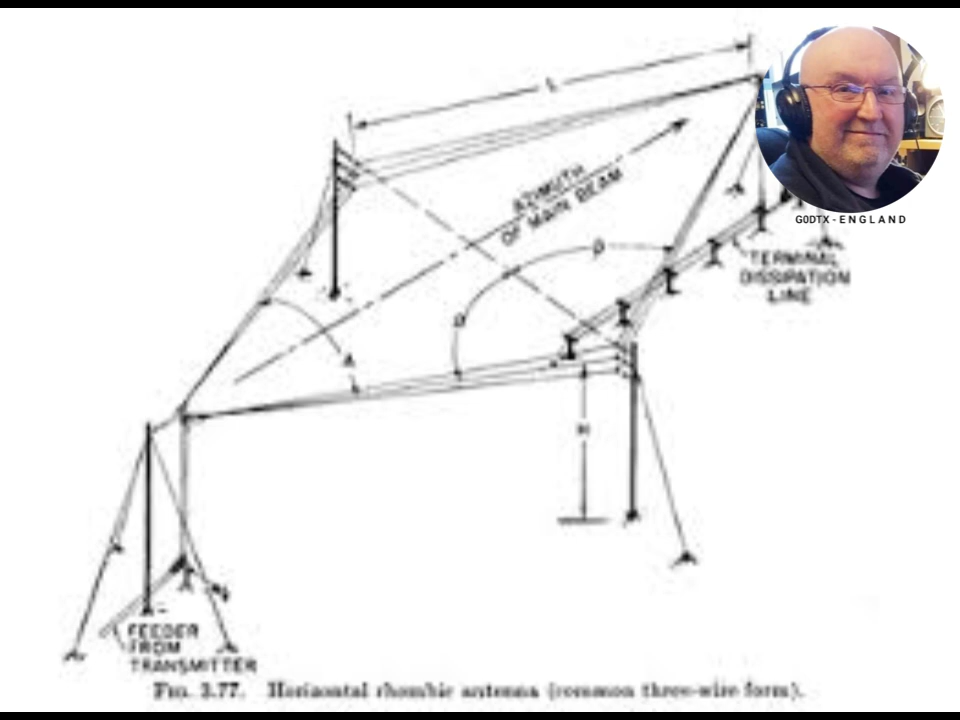 L
G0DTX - ENGLAND
AZIMUTH
OF MAIN BEAM
TERMINAL
DISSIPATION
LINE
A
H
FEEDER
FROM
TRANSMITTER
Fig. 3.77. Horizontal rhombic antenna (common three-wire form).